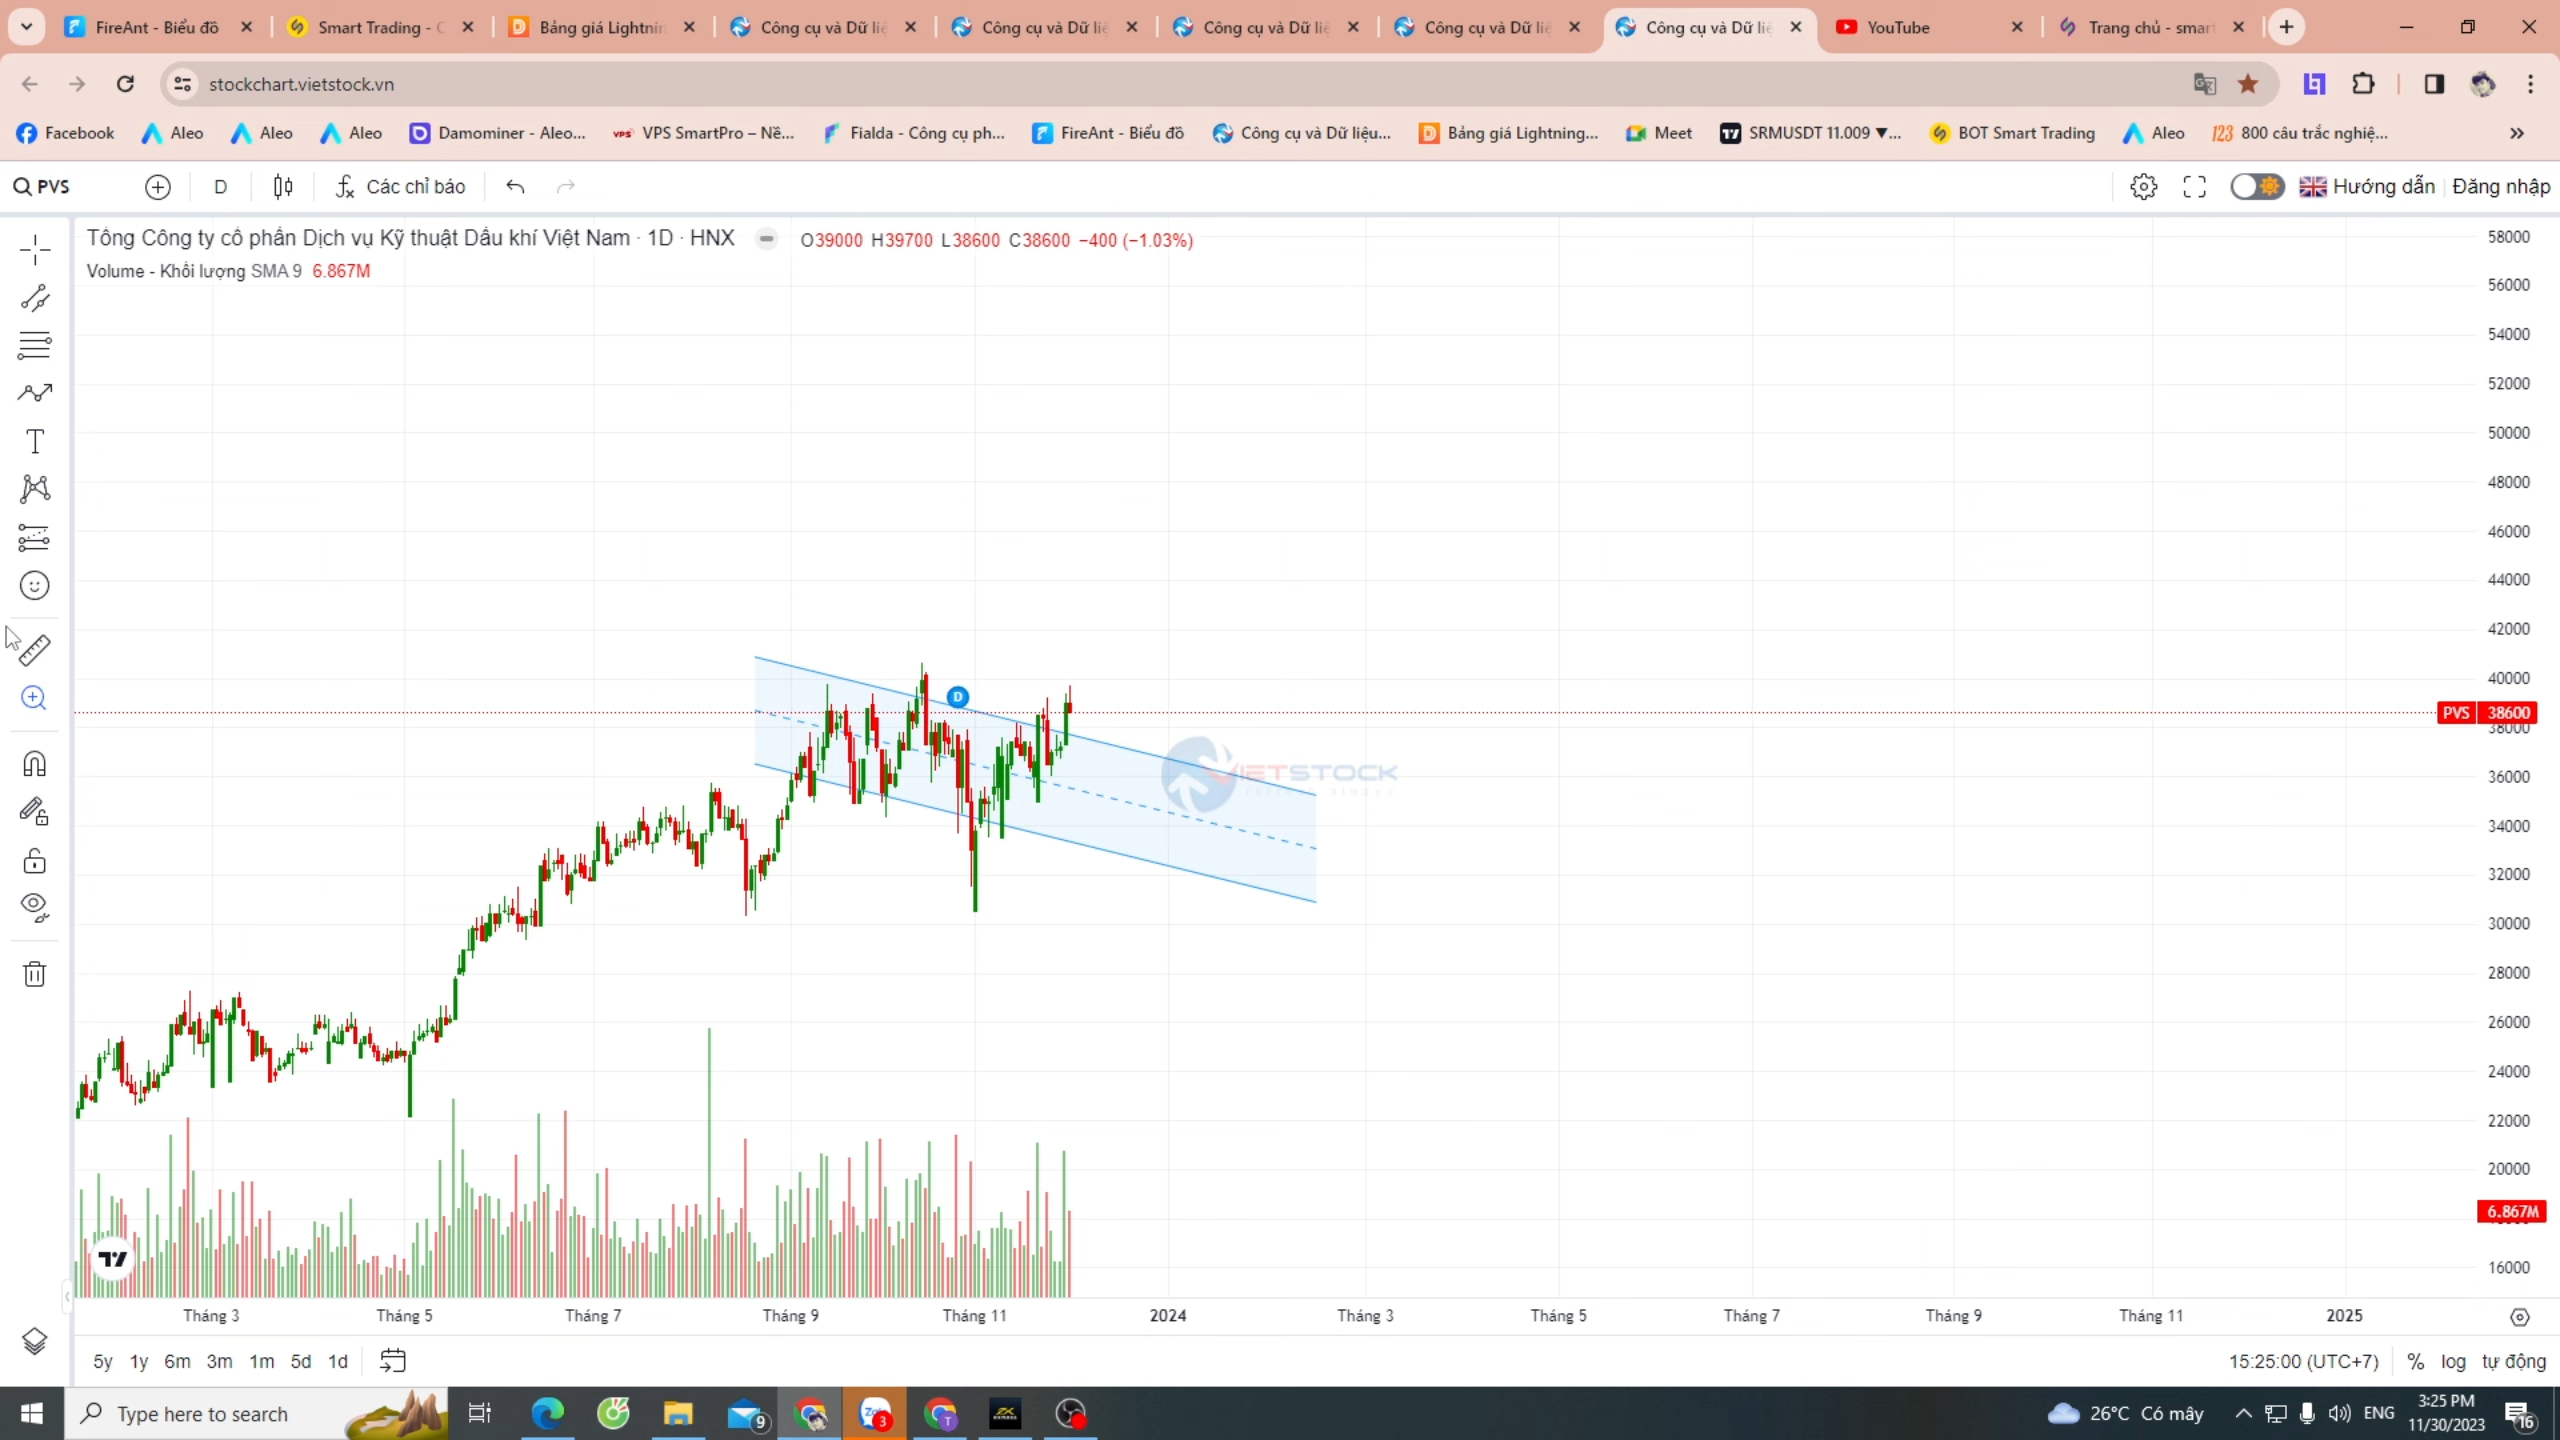 FireAnt - Biểu đồ
Smart Trading - C
Bảng giá Lightnin
Công cụ và Dữ liệ
Công cụ và Dữ liệ
Công cụ và Dữ liệ
Công cụ và Dữ liệ
Công cụ và Dữ liệ
YouTube
Trang chủ - smart
stockchart.vietstock.vn
Facebook
Aleo
Aleo
Aleo
Damominer - Aleo...
VPS SmartPro – Nề...
Fialda - Công cụ ph...
FireAnt - Biểu đồ
Công cụ và Dữ liệu...
Bảng giá Lightning...
Meet
SRMUSDT 11.009 ▼...
BOT Smart Trading
Aleo
123 800 câu trắc nghiệ...
PVS
D
Các chỉ báo
Hướng dẫn
Đăng nhập
Tổng Công ty cổ phần Dịch vụ Kỹ thuật Dầu khí Việt Nam · 1D · HNX
O39000 H39700 L38600 C38600 −400 (−1.03%)
Volume - Khối lượng SMA 9 6.867M
58000
56000
54000
52000
50000
48000
46000
44000
42000
40000
PVS 38600
38000
36000
34000
32000
30000
28000
26000
24000
22000
20000
6.867M
16000
D
VIETSTOCK
Tháng 3
Tháng 5
Tháng 7
Tháng 9
Tháng 11
2024
Tháng 3
Tháng 5
Tháng 7
Tháng 9
Tháng 11
2025
5y 1y 6m 3m 1m 5d 1d
15:25:00 (UTC+7) % log tự động
Type here to search
9
3
T
26°C Có mây
ENG
3:25 PM
11/30/2023
16